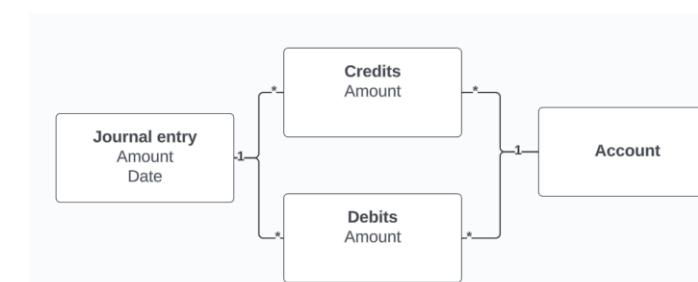 Credits
Amount
*
*
Journal entry
Amount
Date
1
1
Account
Debits
Amount
*
*